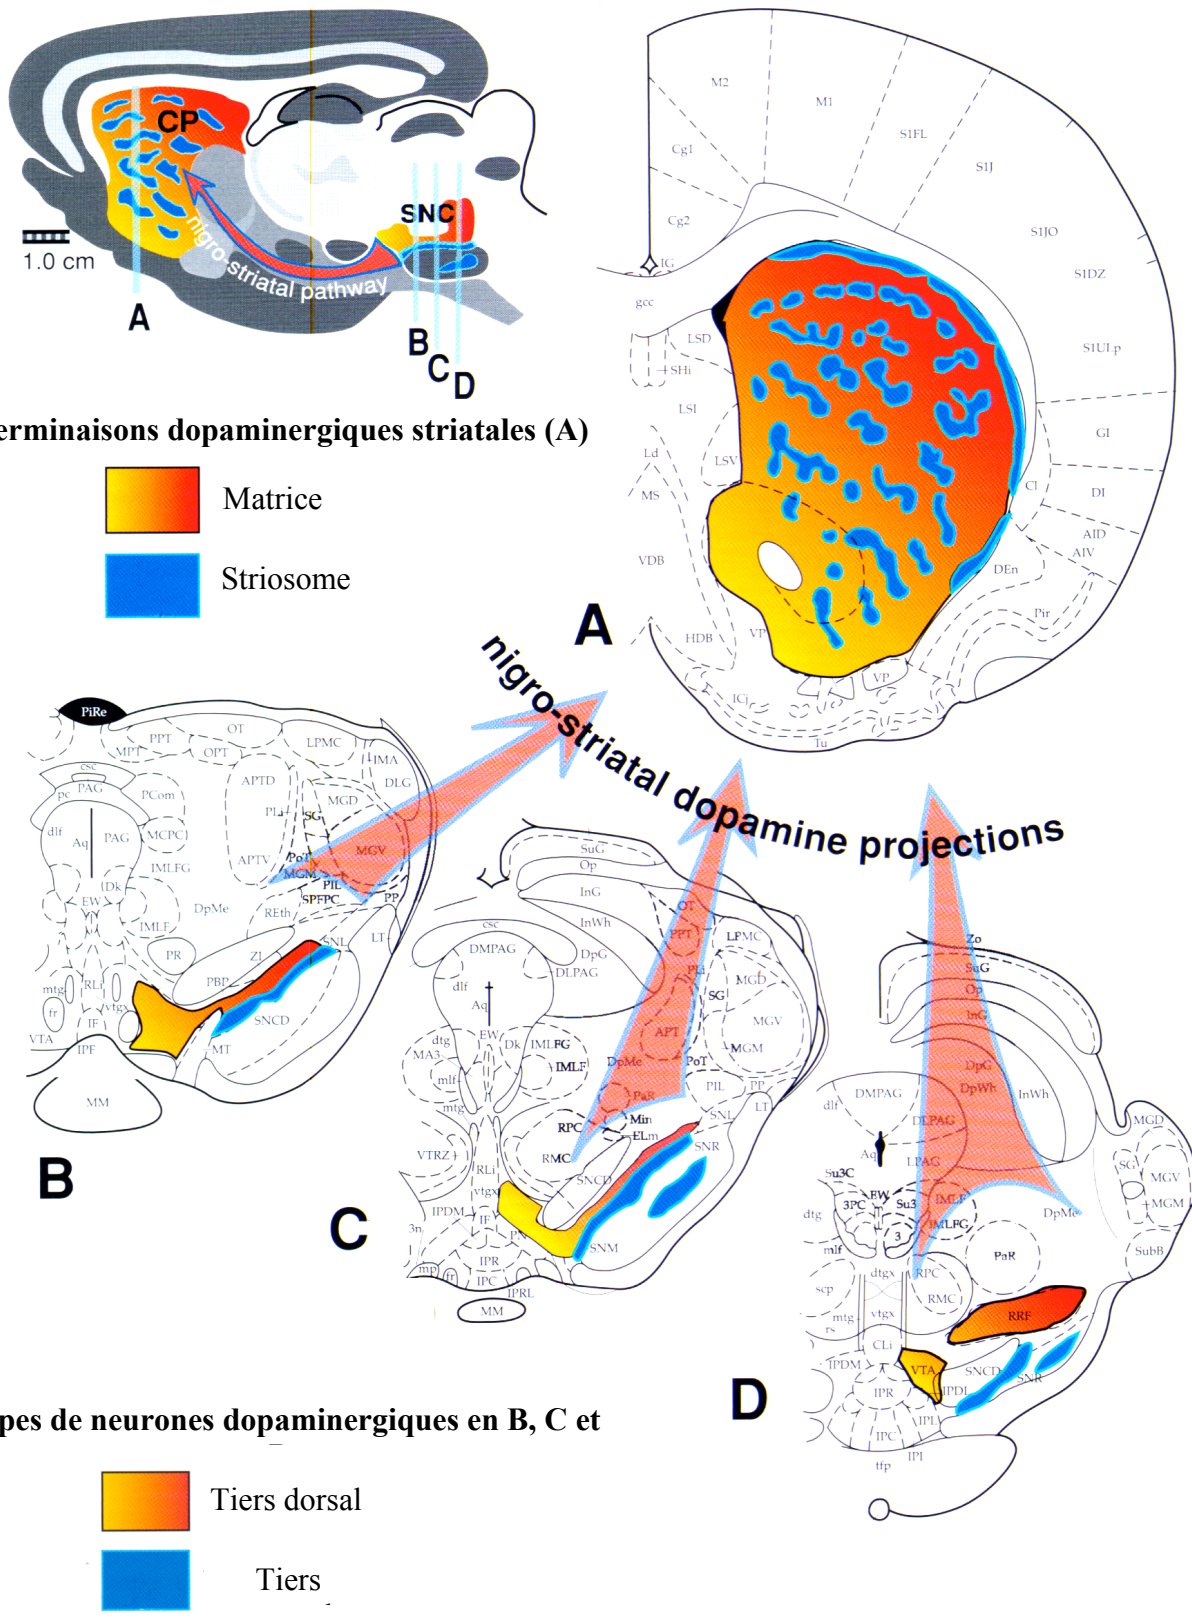 CP
SNC
nigro-striatal pathway
1.0 cm
A
B
C
D
erminaisons dopaminergiques striatales (A)
Matrice
Striosome
M2
M1
S1FL
S1J
Cg1
Cg2
S1JO
S1DZ
IG
gcc
LSD
SHi
S1ULp
LSI
GI
Ld
LSV
MS
Cl
DI
AID
AIV
VDB
DEn
Pir
HDB
VP
VP
ICj
Tu
A
nigro-striatal dopamine projections
PiRe
PPT
OT
MPT
OPT
LPMC
IMA
csc
PAG
pc
PCom
APTD
DLG
MGD
PLi
SG
dlf
Aq
PAG
MCPC
APTV
PoT
MGV
MGM
IMLFG
PIL
Dk
SPFPC
PP
EW
DpMe
REth
IMLF
SNL
LT
PR
ZI
RLi
PBP
mtg
fr
vtgx
IF
SNCD
VTA
IPF
MT
MM
B
SuG
Op
InG
OT
csc
InWh
PPT
LPMC
DMPAG
DpG
DLPAG
PLi
MGD
dlf
SG
Aq
MGV
EW
APT
dtg
Dk
IMLFG
MGM
MA3
IMLF
DpMe
PoT
mlf
PIL
PP
PaR
mtg
LT
RPC
Min
SNL
ELm
VTRZ
RLi
RMC
SNR
SNCD
vtgx
IPDM
IF
3n
PN
SNM
IPR
mp
fr
IPC
IPRL
MM
C
Zo
SuG
Op
InG
DpG
DpWh
InWh
DMPAG
dlf
DLPAG
MGD
Aq
LPAG
SG
MGV
Su3C
EW
3PC
Su3
IMLF
MGM
dtg
3
IMLFG
DpMe
mlf
PaR
SubB
dtgx
RPC
scp
RMC
mtg
vtgx
RRF
rs
CLi
IPDM
VTA
SNCD
SNR
IPR
IPDL
IPL
IPC
IPI
tfp
D
pes de neurones dopaminergiques en B, C et
Tiers dorsal
Tiers